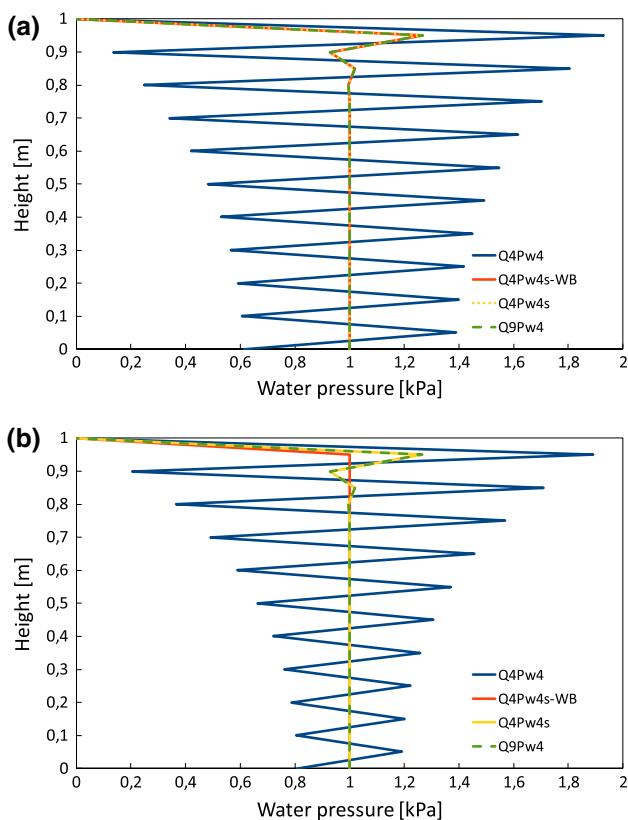 (a)
1
0,9
0,8
0,7
0,6
0,5
0,4
0,3
0,2
0,1
0
Height [m]
Q4Pw4
Q4Pw4s-WB
Q4Pw4s
Q9Pw4
0 0,2 0,4 0,6 0,8 1 1,2 1,4 1,6 1,8 2
Water pressure [kPa]
(b)
1
0,9
0,8
0,7
0,6
0,5
0,4
0,3
0,2
0,1
0
Height [m]
Q4Pw4
Q4Pw4s-WB
Q4Pw4s
Q9Pw4
0 0,2 0,4 0,6 0,8 1 1,2 1,4 1,6 1,8 2
Water pressure [kPa]